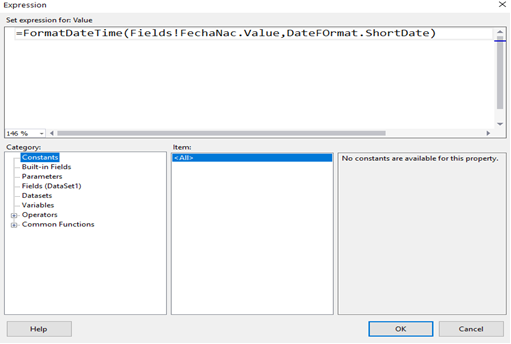 Expression
Set expression for: Value
=FormatDateTime(Fields!FechaNac.Value,DateFOrmat.ShortDate)
146 %
Category:
Constants
Built-in Fields
Parameters
Fields (DataSet1)
Datasets
Variables
Operators
Common Functions
Item:
<All>
No constants are available for this property.
Help
OK
Cancel